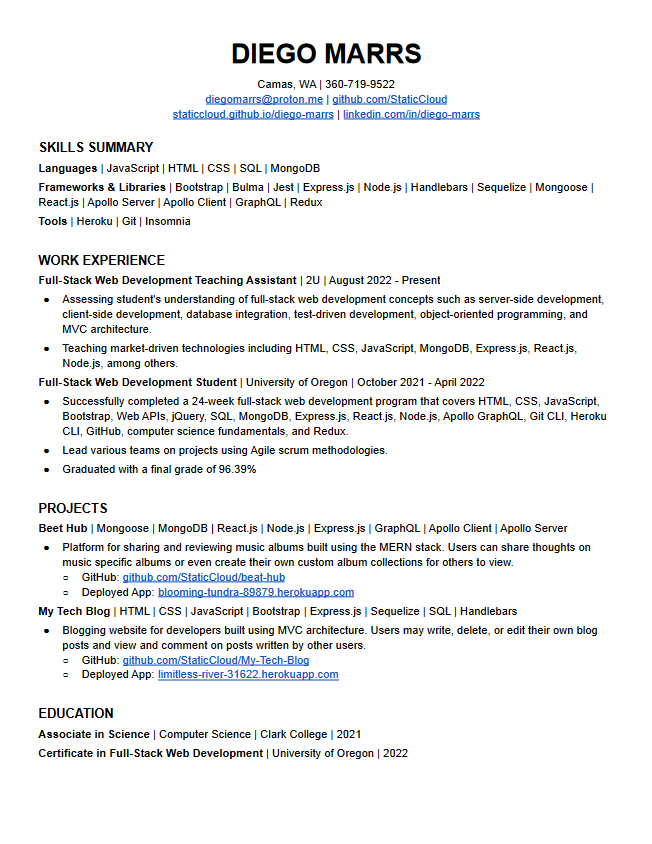 DIEGO MARRS
Camas, WA | 360-719-9522
diegomarrs@proton.me | github.com/StaticCloud
staticcloud.github.io/diego-marrs | linkedin.com/in/diego-marrs
SKILLS SUMMARY
Languages | JavaScript | HTML | CSS | SQL | MongoDB
Frameworks & Libraries | Bootstrap | Bulma | Jest | Express.js | Node.js | Handlebars | Sequelize | Mongoose |
React.js | Apollo Server | Apollo Client | GraphQL | Redux
Tools | Heroku | Git | Insomnia
WORK EXPERIENCE
Full-Stack Web Development Teaching Assistant | 2U | August 2022 - Present
● Assessing student's understanding of full-stack web development concepts such as server-side development,
client-side development, database integration, test-driven development, object-oriented programming, and
MVC architecture.
● Teaching market-driven technologies including HTML, CSS, JavaScript, MongoDB, Express.js, React.js,
Node.js, among others.
Full-Stack Web Development Student | University of Oregon | October 2021 - April 2022
● Successfully completed a 24-week full-stack web development program that covers HTML, CSS, JavaScript,
Bootstrap, Web APIs, jQuery, SQL, MongoDB, Express.js, React.js, Node.js, Apollo GraphQL, Git CLI, Heroku
CLI, GitHub, computer science fundamentals, and Redux.
● Lead various teams on projects using Agile scrum methodologies.
● Graduated with a final grade of 96.39%
PROJECTS
Beet Hub | Mongoose | MongoDB | React.js | Node.js | Express.js | GraphQL | Apollo Client | Apollo Server
● Platform for sharing and reviewing music albums built using the MERN stack. Users can share thoughts on
music specific albums or even create their own custom album collections for others to view.
○ GitHub: github.com/StaticCloud/beat-hub
○ Deployed App: blooming-tundra-89879.herokuapp.com
My Tech Blog | HTML | CSS | JavaScript | Bootstrap | Express.js | Sequelize | SQL | Handlebars
● Blogging website for developers built using MVC architecture. Users may write, delete, or edit their own blog
posts and view and comment on posts written by other users.
○ GitHub: github.com/StaticCloud/My-Tech-Blog
○ Deployed App: limitless-river-31622.herokuapp.com
EDUCATION
Associate in Science | Computer Science | Clark College | 2021
Certificate in Full-Stack Web Development | University of Oregon | 2022